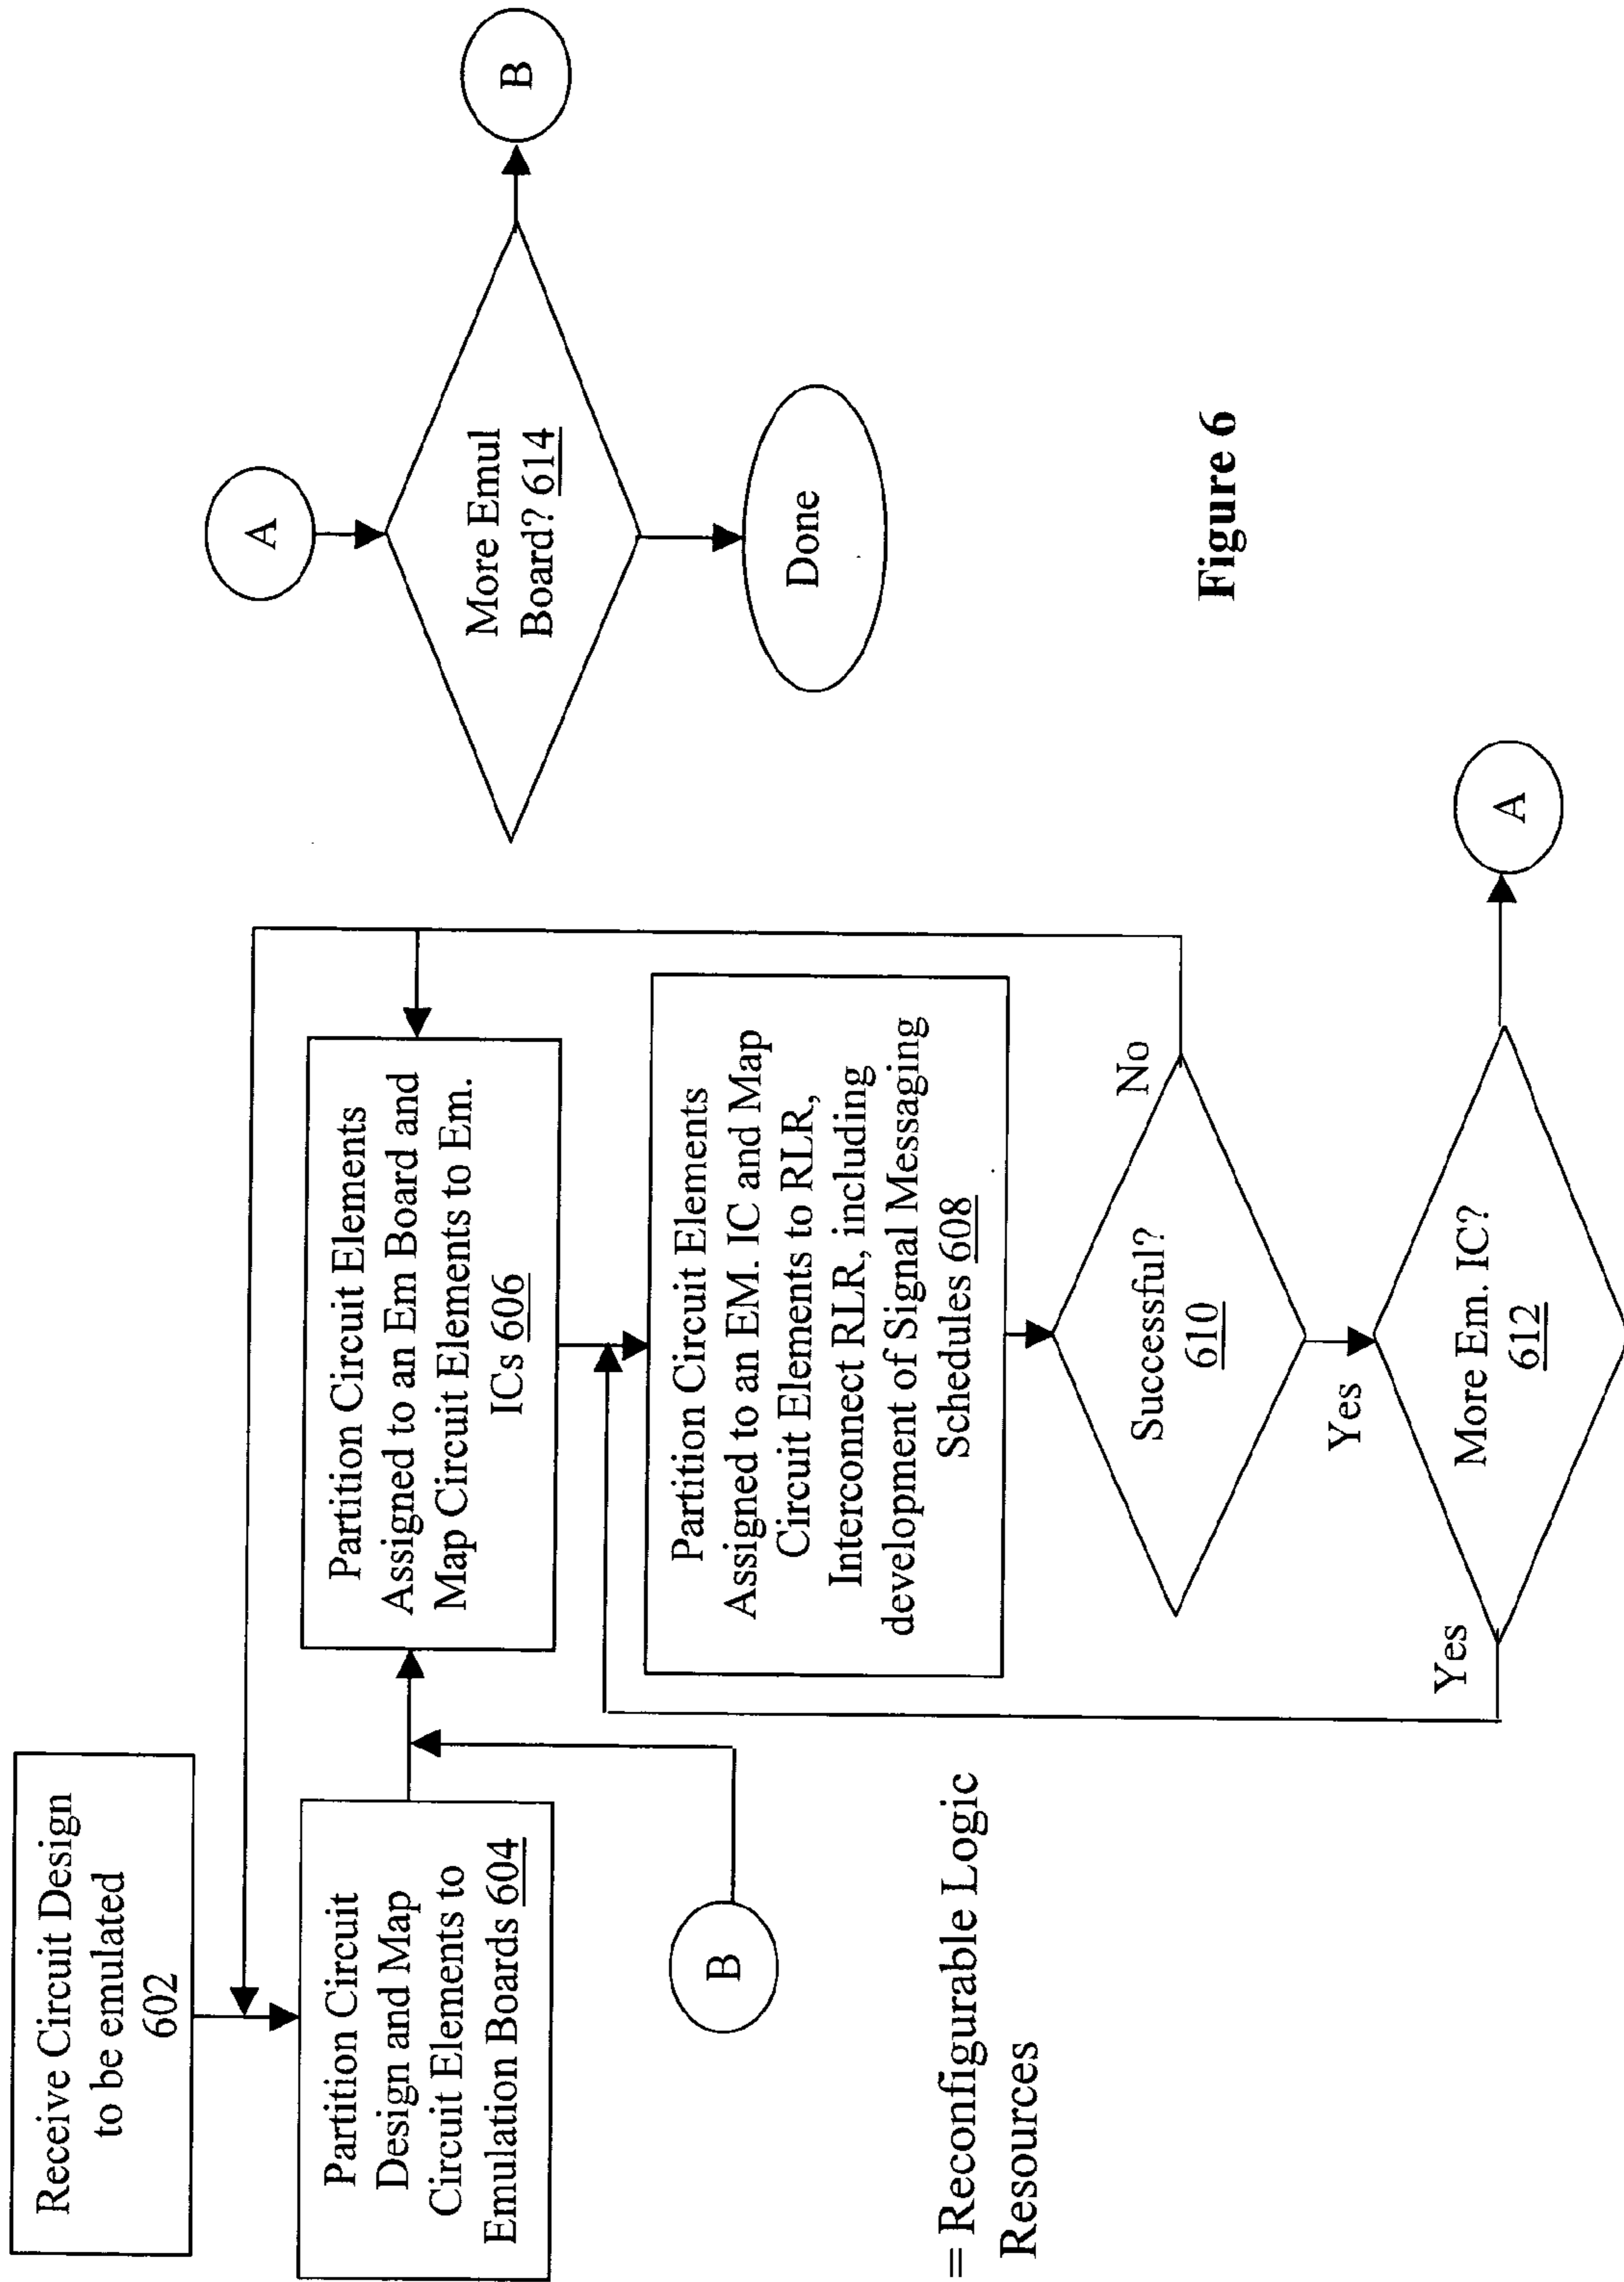 Receive Circuit Design
to be emulated
602
Partition Circuit
Design and Map
Circuit Elements to
Emulation Boards 604
B
= Reconfigurable Logic
Resources
Partition Circuit Elements
Assigned to an Em Board and
Map Circuit Elements to Em.
ICs 606
Partition Circuit Elements
Assigned to an EM. IC and Map
Circuit Elements to RLR,
Interconnect RLR, including
development of Signal Messaging
Schedules 608
Successful?
610
No
Yes
More Em. IC?
612
Yes
A
A
More Emul
Board? 614
B
Done
Figure 6